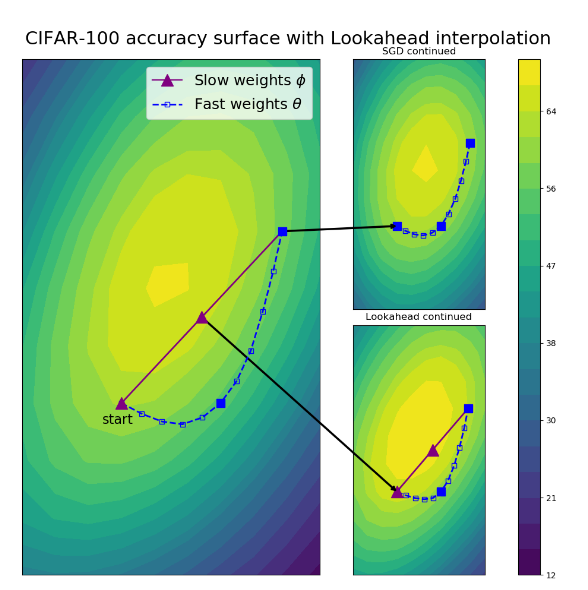 CIFAR-100 accuracy surface with Lookahead interpolation
SGD continued
Slow weights ϕ
Fast weights θ
start
Lookahead continued
64
56
47
38
30
21
12